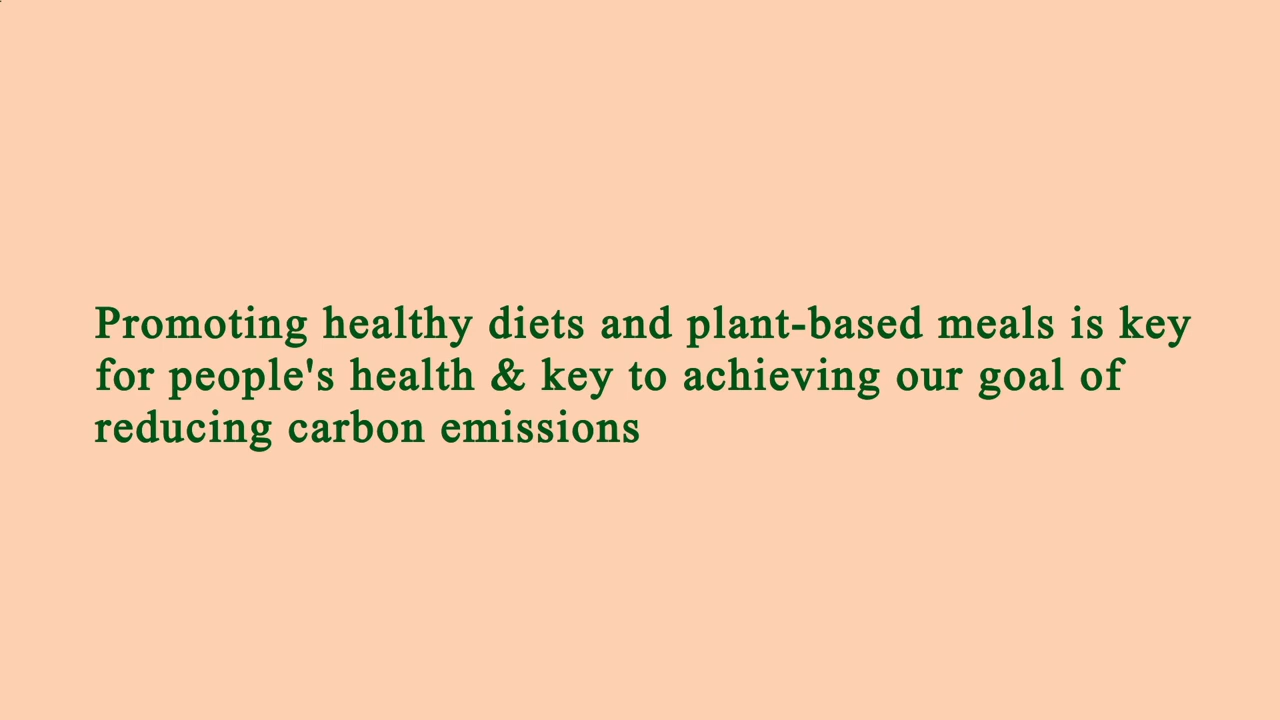 Promoting healthy diets and plant-based meals is key
for people's health & key to achieving our goal of
reducing carbon emissions